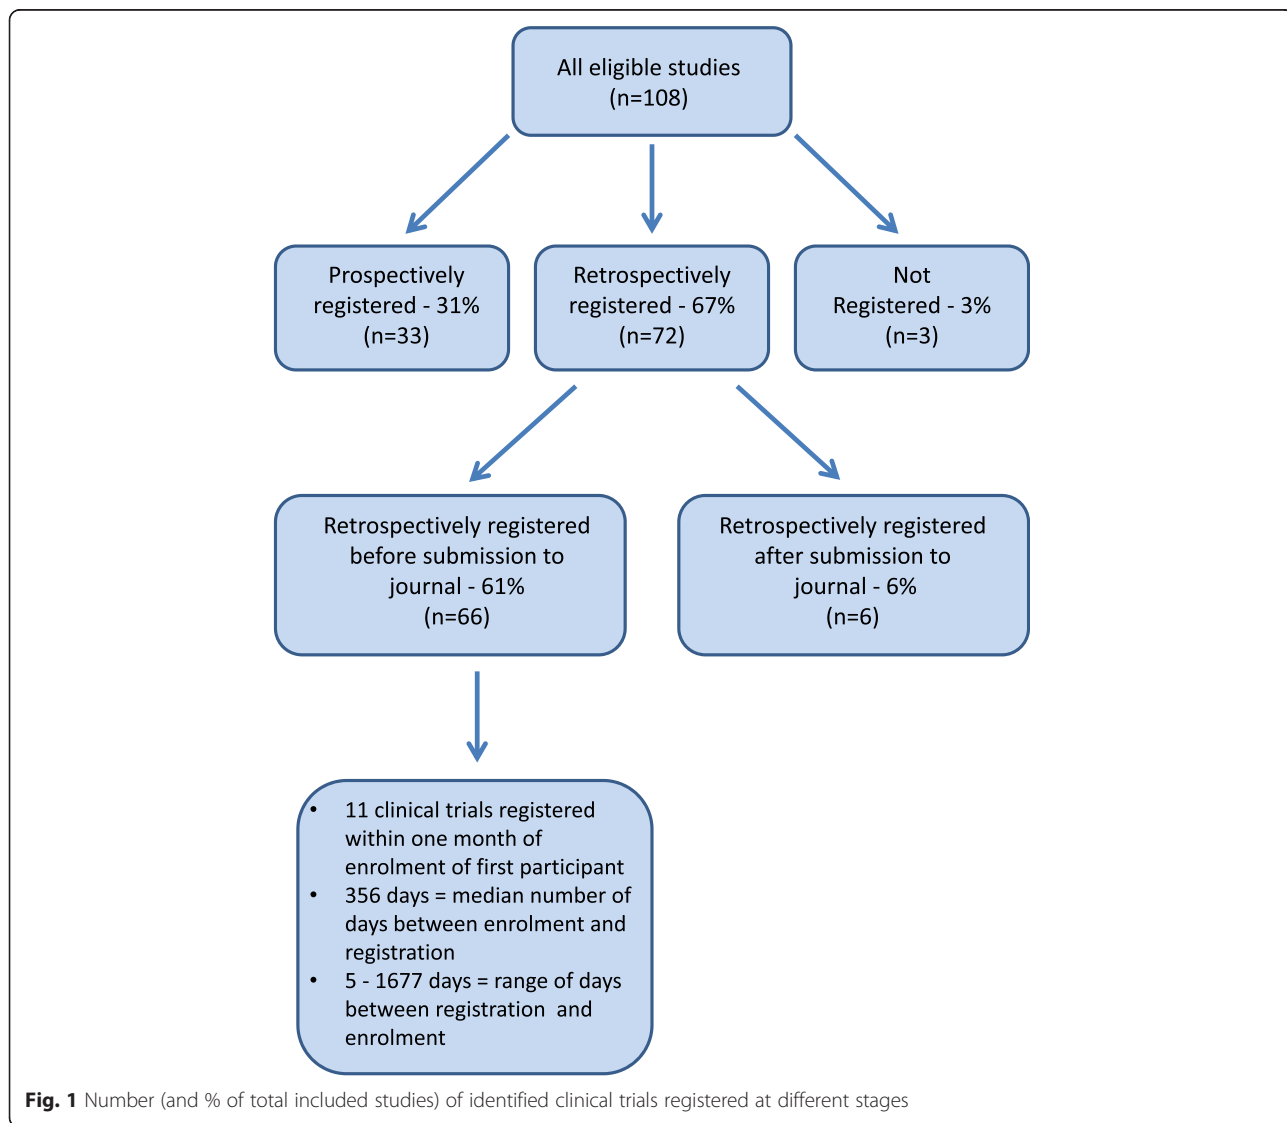 All eligible studies
(n=108)
Prospectively
registered - 31%
(n=33)
Retrospectively
registered - 67%
(n=72)
Not
Registered - 3%
(n=3)
Retrospectively registered
before submission to
journal - 61%
(n=66)
Retrospectively registered
after submission to
journal - 6%
(n=6)
• 11 clinical trials registered
within one month of
enrolment of first participant
• 356 days = median number of
days between enrolment and
registration
• 5 - 1677 days = range of days
between registration and
enrolment
Fig. 1 Number (and % of total included studies) of identified clinical trials registered at different stages